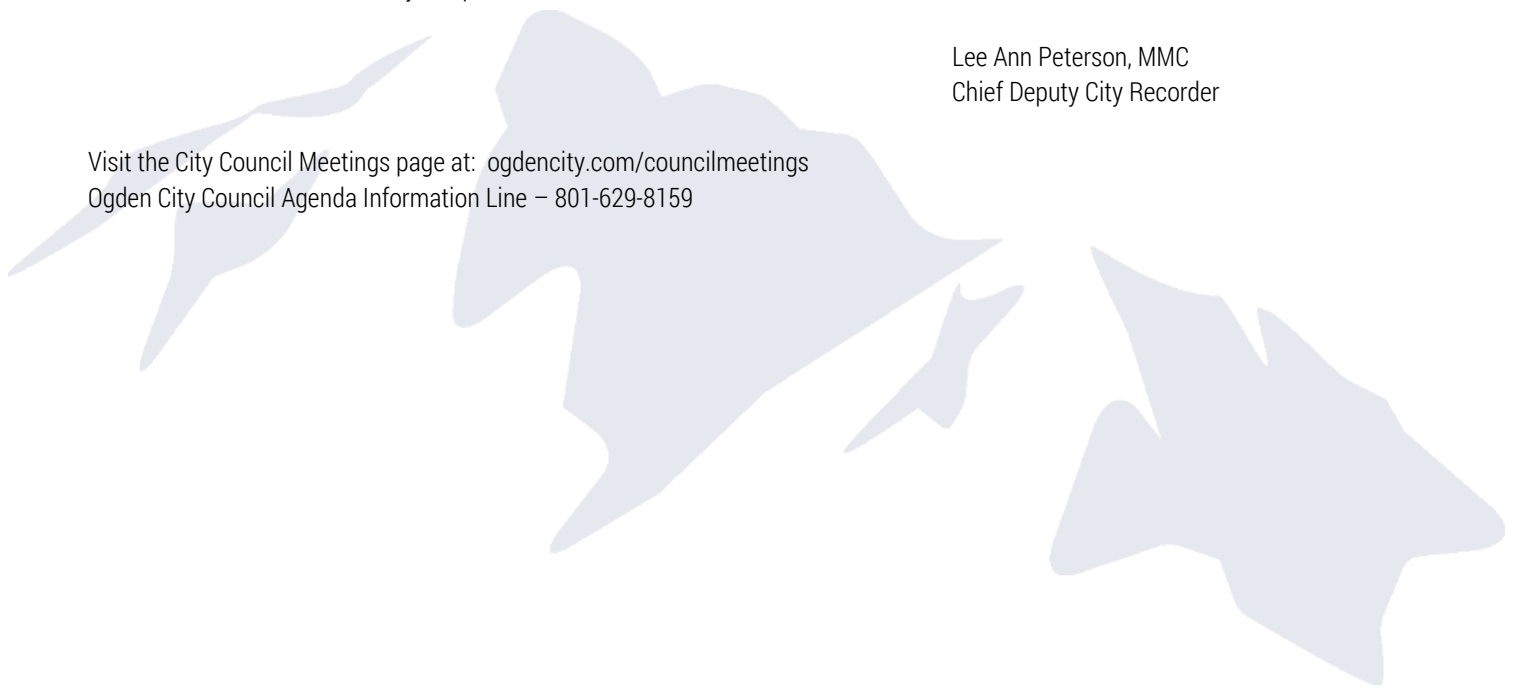 Lee Ann Peterson, MMC
Chief Deputy City Recorder
Visit the City Council Meetings page at: ogdencity.com/councilmeetings
Ogden City Council Agenda Information Line – 801-629-8159